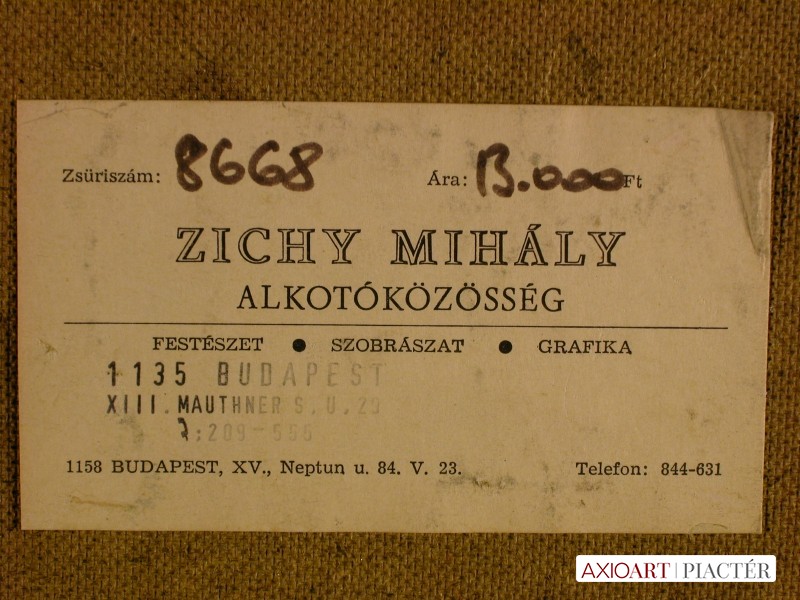 Zsüriszám: 8668 Ára: 13.000 Ft
ZICHY MIHÁLY
ALKOTÓKÖZÖSSÉG
FESTÉSZET ● SZOBRÁSZAT ● GRAFIKA
1135 BUDAPEST
XIII. MAUTHNER S. U. 29
:209-556
1158 BUDAPEST, XV., Neptun u. 84. V. 23. Telefon: 844-631
AXIOART | PIACTÉR